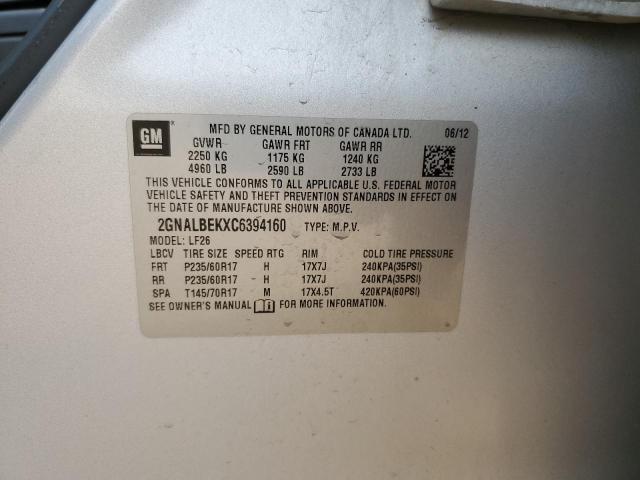 GM
MFD BY GENERAL MOTORS OF CANADA LTD. 06/12
GVWR GAWR FRT GAWR RR
2250 KG 1175 KG 1240 KG
4960 LB 2590 LB 2733 LB
THIS VEHICLE CONFORMS TO ALL APPLICABLE U.S. FEDERAL MOTOR
VEHICLE SAFETY AND THEFT PREVENTION STANDARDS IN EFFECT ON
THE DATE OF MANUFACTURE SHOWN ABOVE.
2GNALBEKXC6394160 TYPE: M.P.V.
MODEL: LF26
LBCV TIRE SIZE SPEED RTG RIM COLD TIRE PRESSURE
FRT P235/60R17 H 17X7J 240KPA(35PSI)
RR P235/60R17 H 17X7J 240KPA(35PSI)
SPA T145/70R17 M 17X4.5T 420KPA(60PSI)
SEE OWNER'S MANUAL FOR MORE INFORMATION.